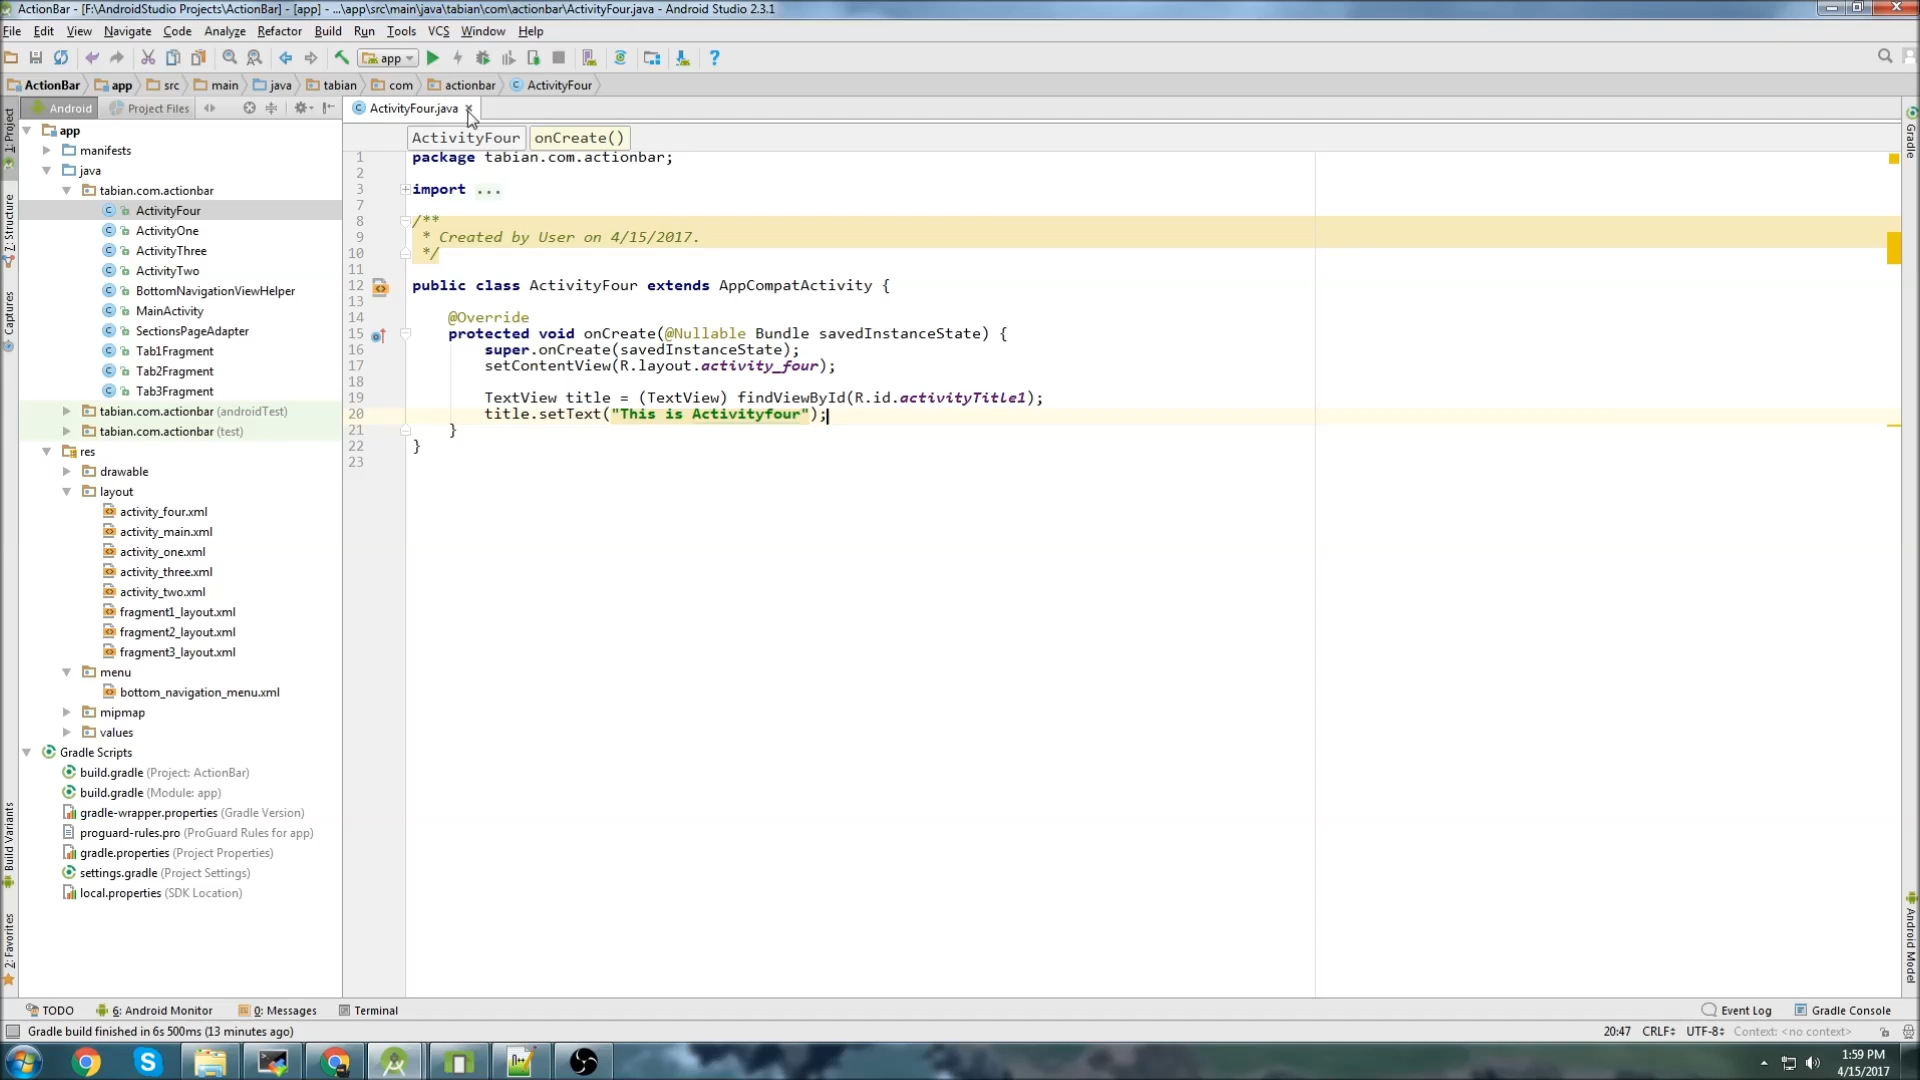 ActionBar - [F:\AndroidStudio Projects\ActionBar] - [app] - ...\app\src\main\java\tabian\com\actionbar\ActivityFour.java - Android Studio 2.3.1
File Edit View Navigate Code Analyze Refactor Build Run Tools VCS Window Help
app
ActionBar app src main java tabian com actionbar ActivityFour
Android Project Files ActivityFour.java
ActivityFour onCreate()
app
manifests
java
tabian.com.actionbar
ActivityFour
ActivityOne
ActivityThree
ActivityTwo
BottomNavigationViewHelper
MainActivity
SectionsPageAdapter
Tab1Fragment
Tab2Fragment
Tab3Fragment
tabian.com.actionbar (androidTest)
tabian.com.actionbar (test)
res
drawable
layout
activity_four.xml
activity_main.xml
activity_one.xml
activity_three.xml
activity_two.xml
fragment1_layout.xml
fragment2_layout.xml
fragment3_layout.xml
menu
bottom_navigation_menu.xml
mipmap
values
Gradle Scripts
build.gradle (Project: ActionBar)
build.gradle (Module: app)
gradle-wrapper.properties (Gradle Version)
proguard-rules.pro (ProGuard Rules for app)
gradle.properties (Project Properties)
settings.gradle (Project Settings)
local.properties (SDK Location)
1 package tabian.com.actionbar;
2
3 import ...
7
8 /**
9 * Created by User on 4/15/2017.
10 */
11
12 public class ActivityFour extends AppCompatActivity {
13
14 @Override
15 protected void onCreate(@Nullable Bundle savedInstanceState) {
16 super.onCreate(savedInstanceState);
17 setContentView(R.layout.activity_four);
18
19 TextView title = (TextView) findViewById(R.id.activityTitle1);
20 title.setText("This is Activityfour");
21 }
22 }
23
1: Project
7: Structure
Captures
Build Variants
2: Favorites
Gradle
Android Model
TODO 6: Android Monitor 0: Messages Terminal Event Log Gradle Console
Gradle build finished in 6s 500ms (13 minutes ago) 20:47 CRLF UTF-8 Context: <no context>
1:59 PM
4/15/2017